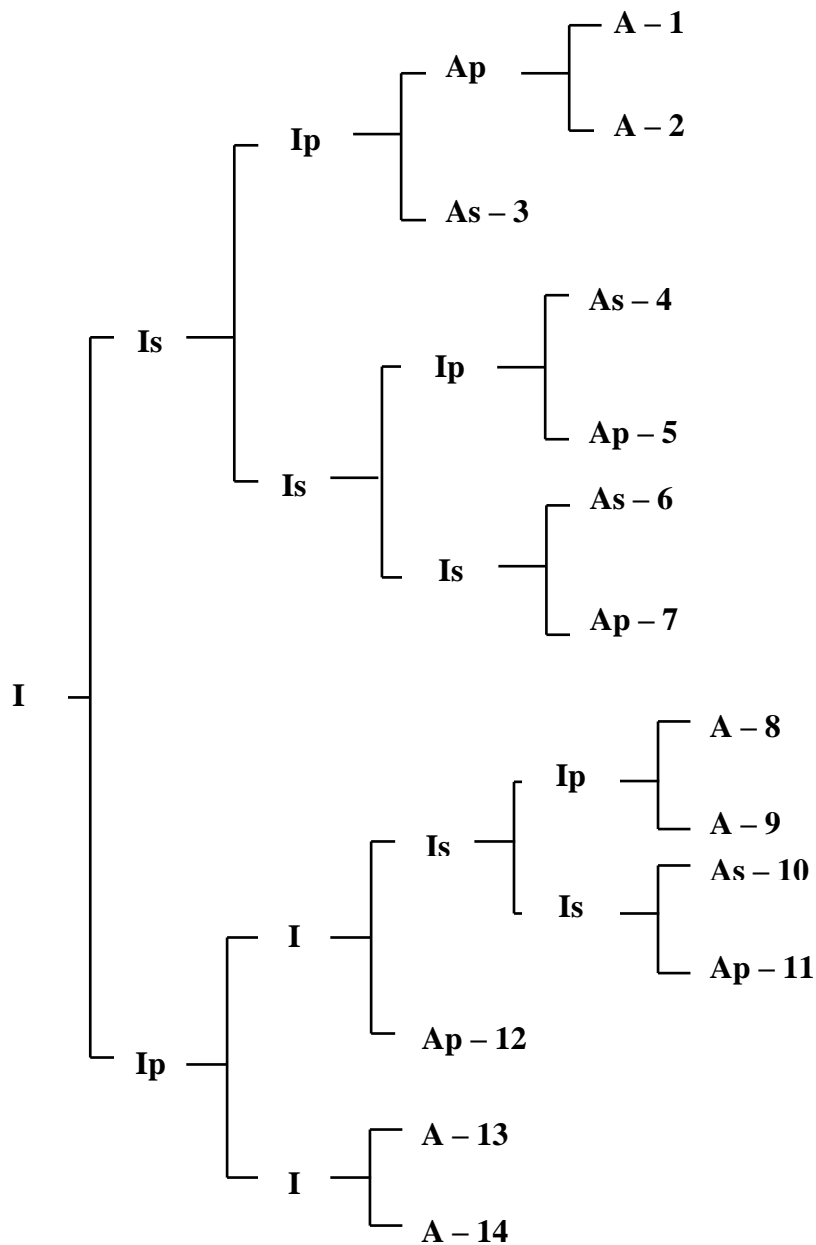 A – 1
Ap
A – 2
Ip
As – 3
As – 4
Is
Ip
Ap – 5
Is
As – 6
Is
Ap – 7
I
A – 8
Ip
A – 9
Is
As – 10
Is
I
Ap – 11
Ap – 12
Ip
A – 13
I
A – 14